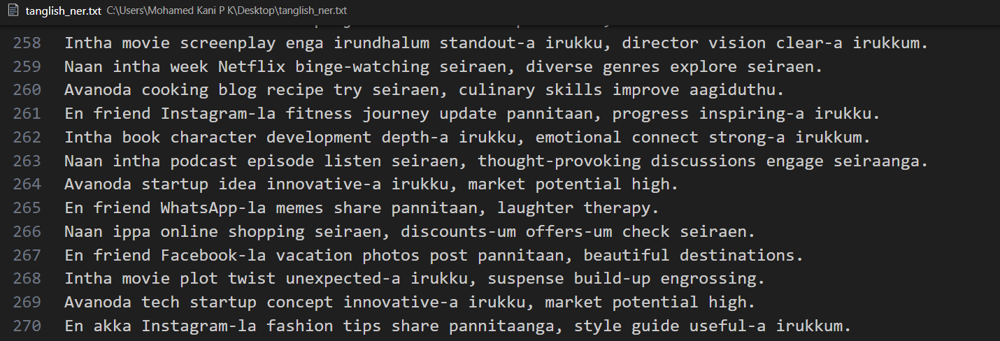 tanglish_ner.txt C:\Users\Mohamed Kani P K\Desktop\tanglish_ner.txt
258 Intha movie screenplay enga irundhalum standout-a irukku, director vision clear-a irukkum.
259 Naan intha week Netflix binge-watching seiraen, diverse genres explore seiraen.
260 Avanoda cooking blog recipe try seiraen, culinary skills improve aagiduthu.
261 En friend Instagram-la fitness journey update pannitaan, progress inspiring-a irukku.
262 Intha book character development depth-a irukku, emotional connect strong-a irukkum.
263 Naan intha podcast episode listen seiraen, thought-provoking discussions engage seiraanga.
264 Avanoda startup idea innovative-a irukku, market potential high.
265 En friend WhatsApp-la memes share pannitaan, laughter therapy.
266 Naan ippa online shopping seiraen, discounts-um offers-um check seiraen.
267 En friend Facebook-la vacation photos post pannitaan, beautiful destinations.
268 Intha movie plot twist unexpected-a irukku, suspense build-up engrossing.
269 Avanoda tech startup concept innovative-a irukku, market potential high.
270 En akka Instagram-la fashion tips share pannitaanga, style guide useful-a irukkum.